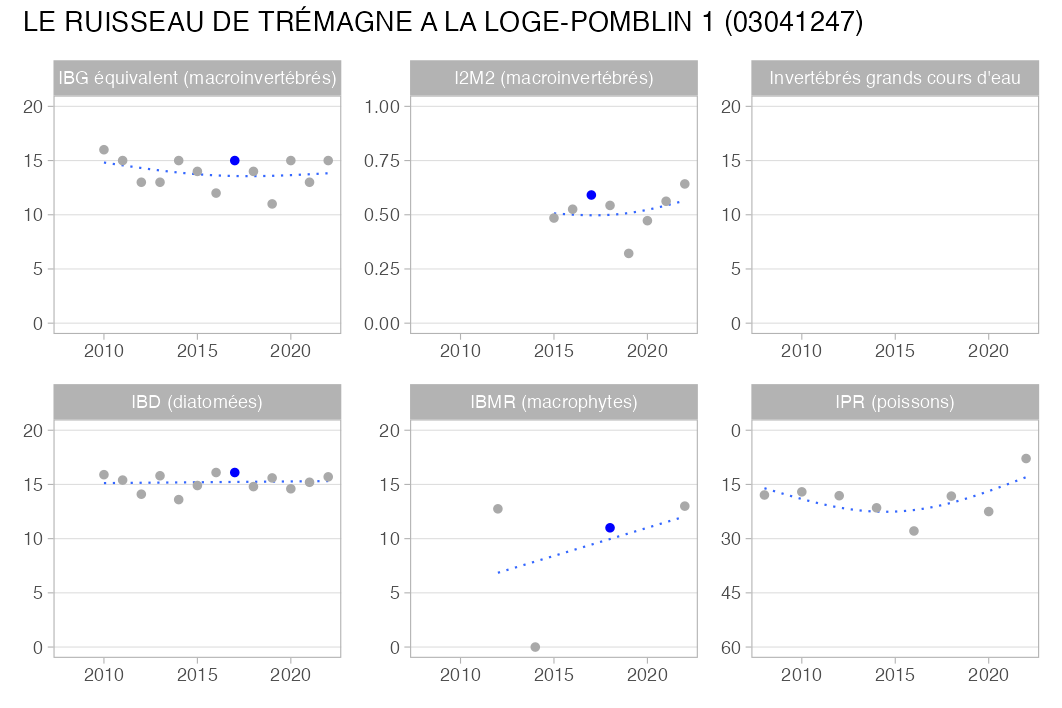 LE RUISSEAU DE TRÉMAGNE A LA LOGE-POMBLIN 1 (03041247)
IBG équivalent (macroinvertébrés)
20
15
10
5
0
2010 2015 2020
I2M2 (macroinvertébrés)
1.00
0.75
0.50
0.25
0.00
2010 2015 2020
Invertébrés grands cours d'eau
20
15
10
5
0
2010 2015 2020
IBD (diatomées)
20
15
10
5
0
2010 2015 2020
IBMR (macrophytes)
20
15
10
5
0
2010 2015 2020
IPR (poissons)
0
15
30
45
60
2010 2015 2020